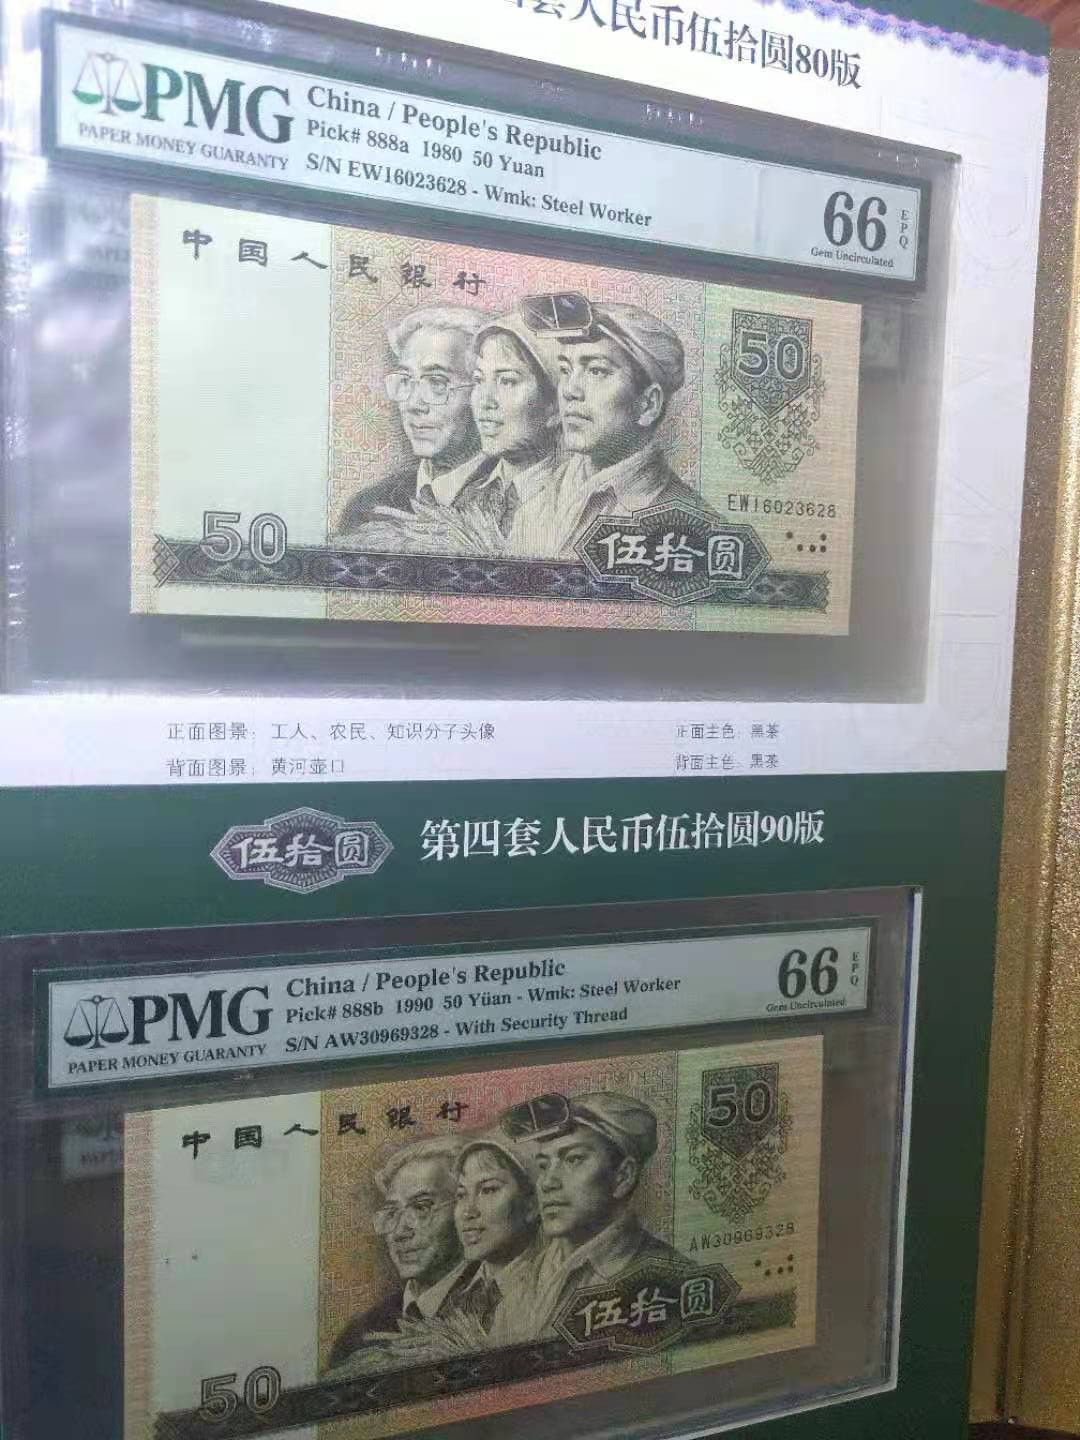 套人民币伍拾圆80版
PMG
PAPER MONEY GUARANTY
China / People's Republic
Pick# 888a 1980 50 Yuan
S/N EW16023628 - Wmk: Steel Worker
66
EPQ
Gem Uncirculated
中国人民银行
50
EW16023628
50
伍拾圆
正面图景：工人、农民、知识分子头像
正面主色：黑茶
背面图景：黄河壶口
背面主色：黑茶
伍拾圆
第四套人民币伍拾圆90版
PMG
PAPER MONEY GUARANTY
China / People's Republic
Pick# 888b 1990 50 Yüan - Wmk: Steel Worker
S/N AW30969328 - With Security Thread
66
EPQ
Gem Uncirculated
中国人民银行
50
AW30969328
伍拾圆
50